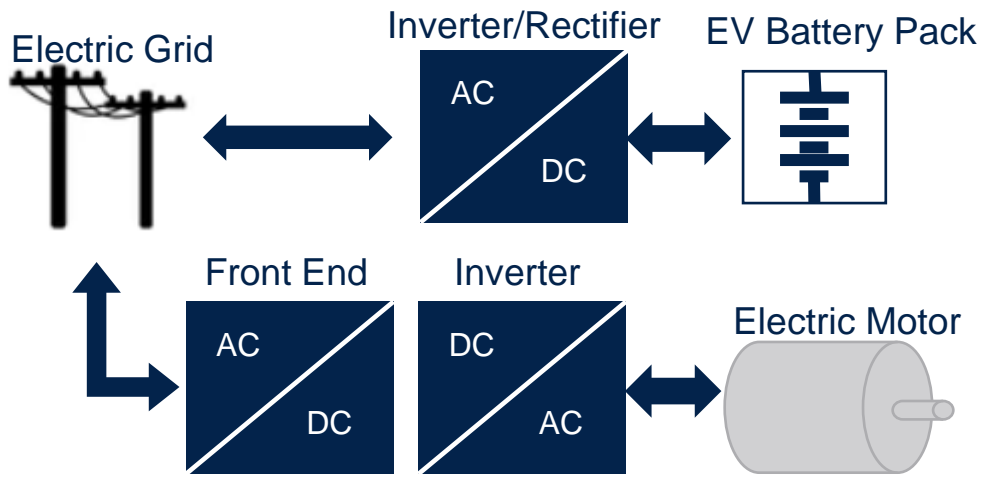 Electric Grid
Inverter/Rectifier
EV Battery Pack
AC
DC
Front End
Inverter
AC
DC
DC
AC
Electric Motor